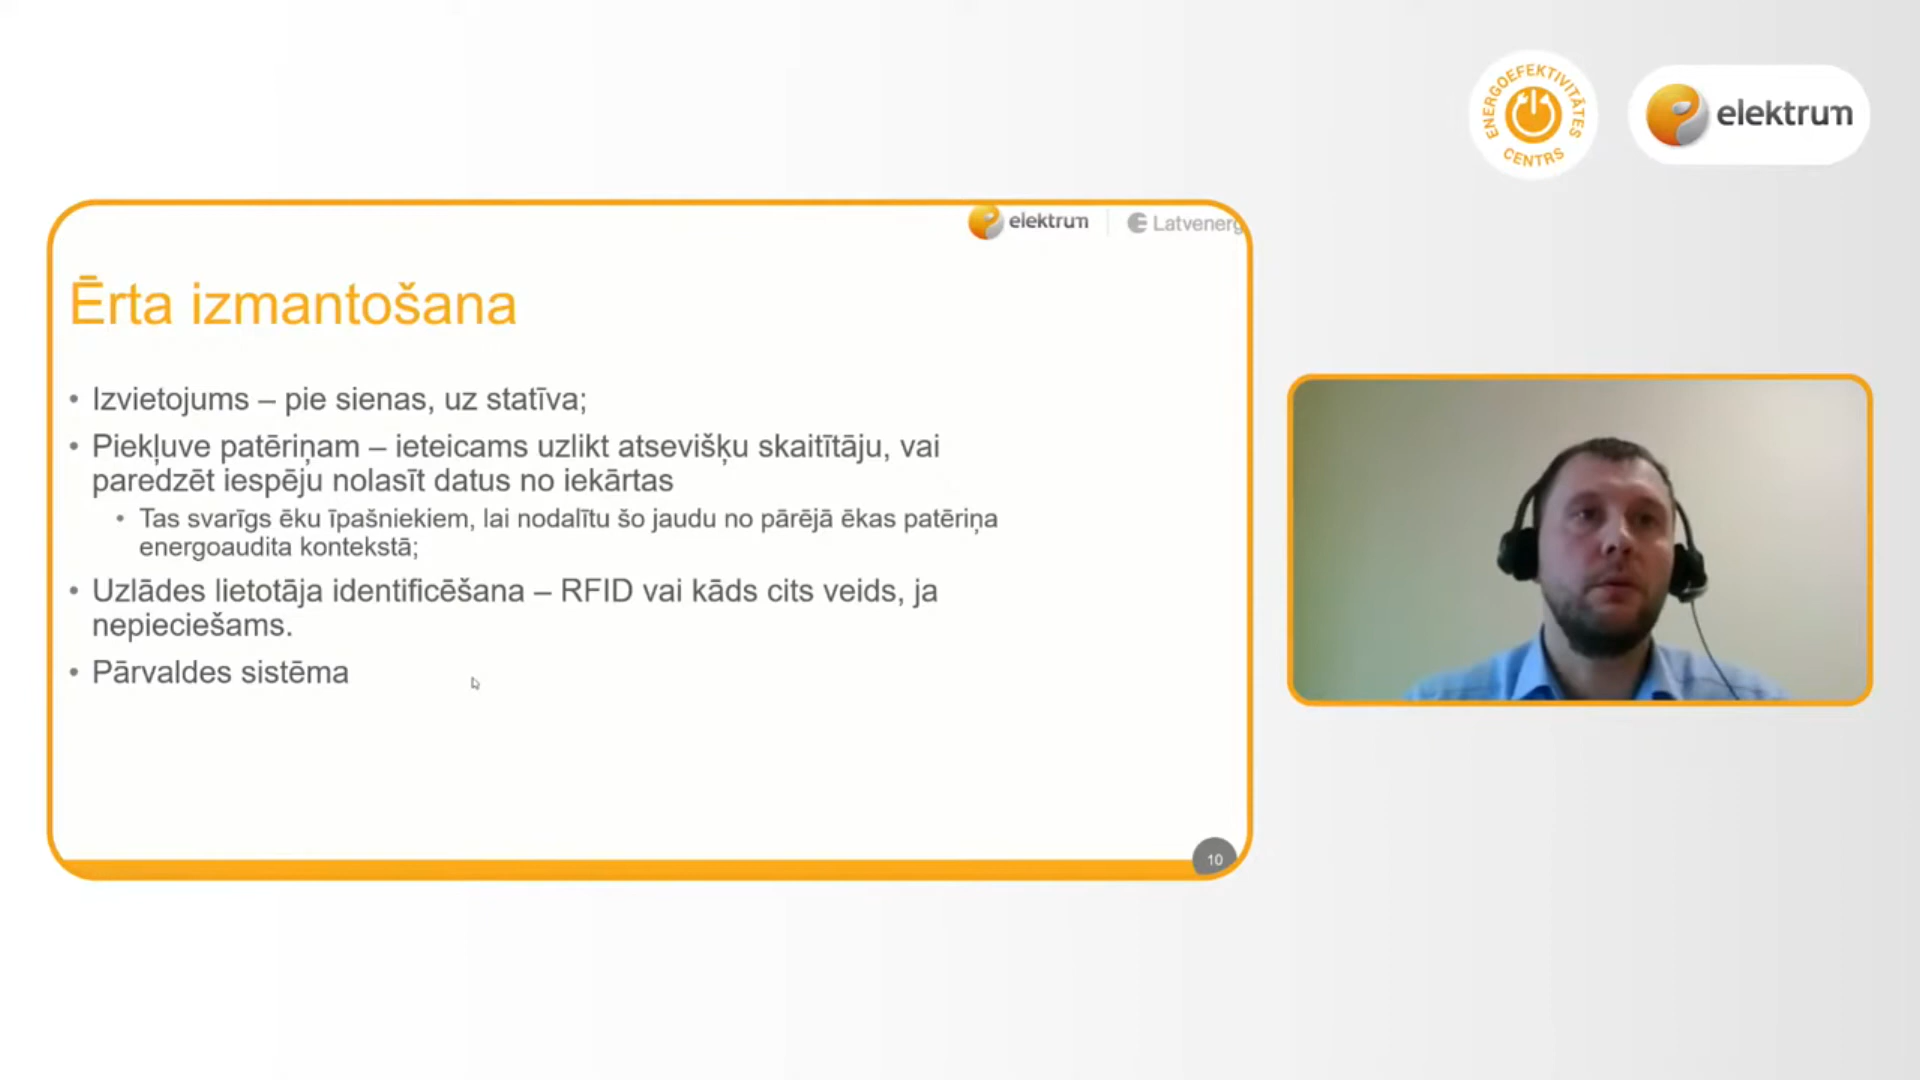 ENERGOEFEKTIVITĀTES
CENTRS
elektrum
elektrum
Latvenerg
Ērta izmantošana
• Izvietojums – pie sienas, uz statīva;
• Piekļuve patēriņam – ieteicams uzlikt atsevišķu skaitītāju, vai
paredzēt iespēju nolasīt datus no iekārtas
• Tas svarīgs ēku īpašniekiem, lai nodalītu šo jaudu no pārējā ēkas patēriņa
energoaudita kontekstā;
• Uzlādes lietotāja identificēšana – RFID vai kāds cits veids, ja
nepieciešams.
• Pārvaldes sistēma
10